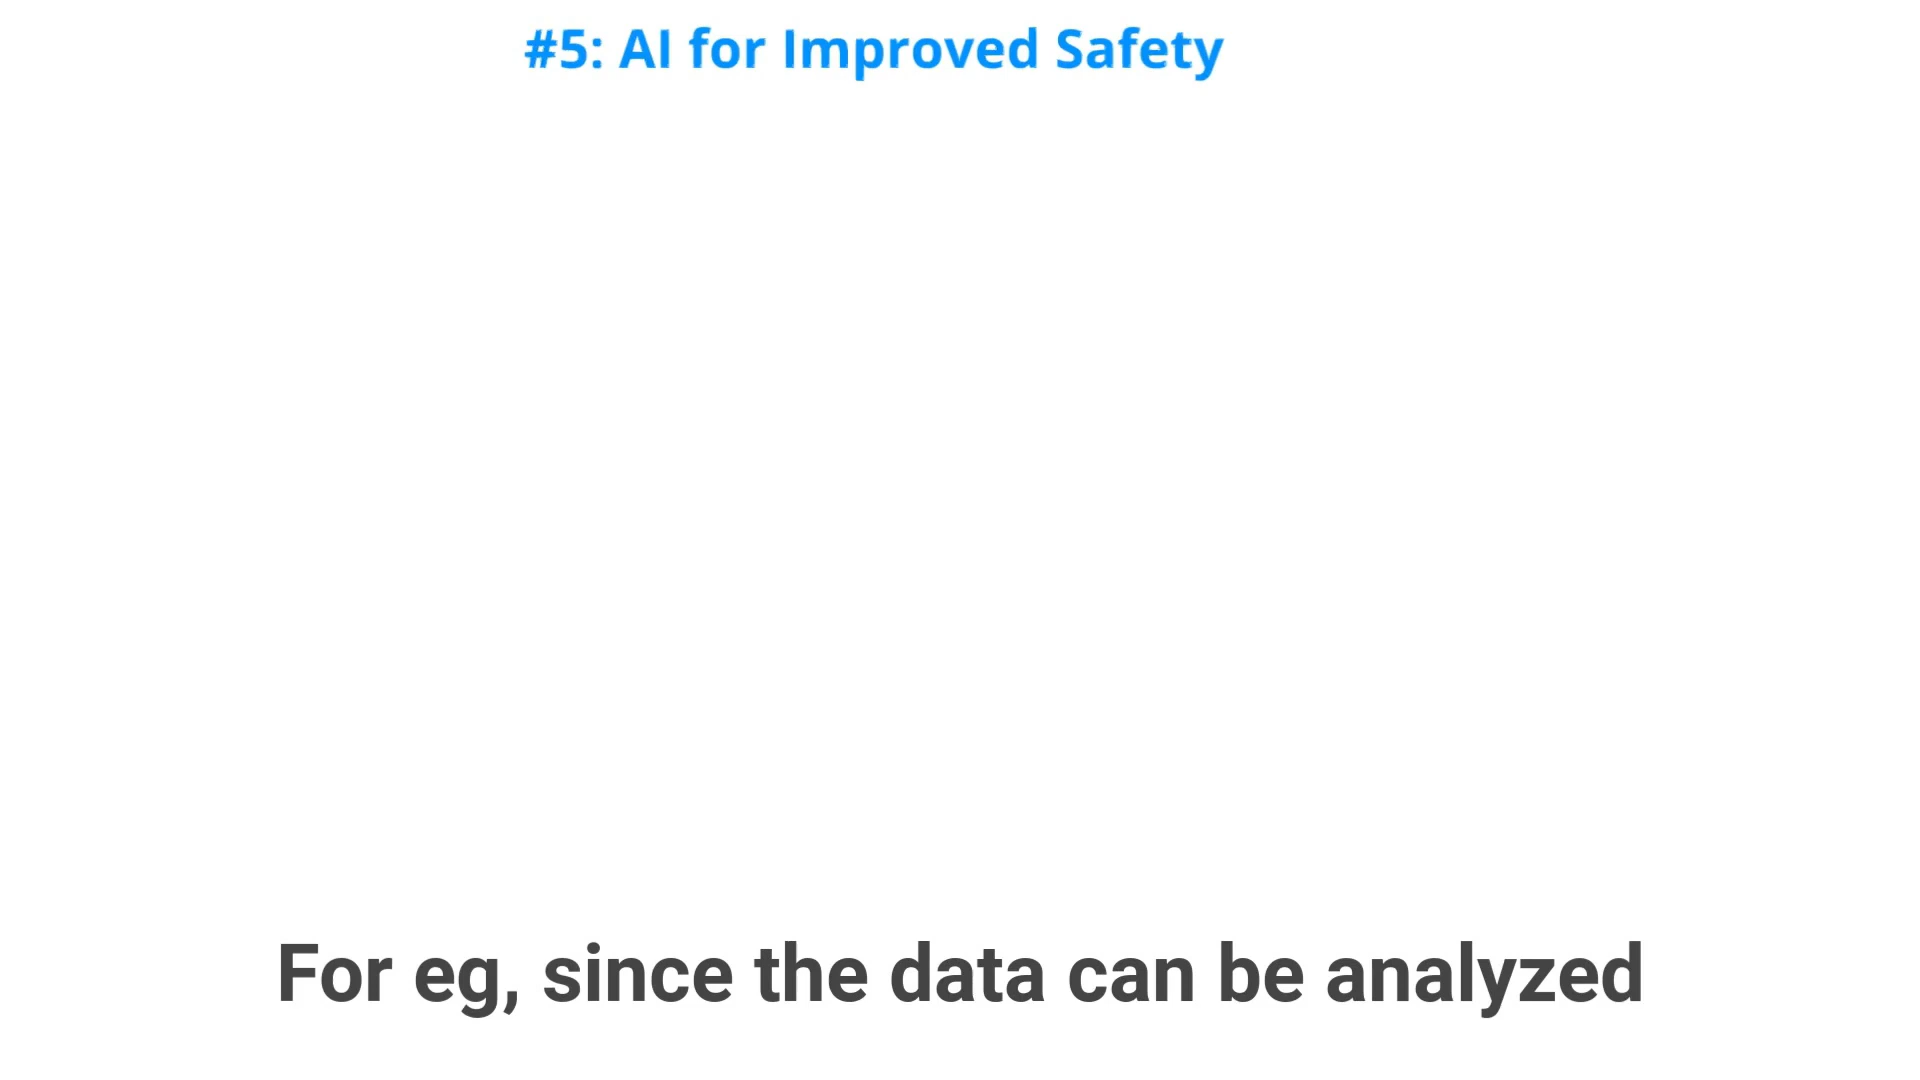 #5: AI for Improved Safety
For eg, since the data can be analyzed